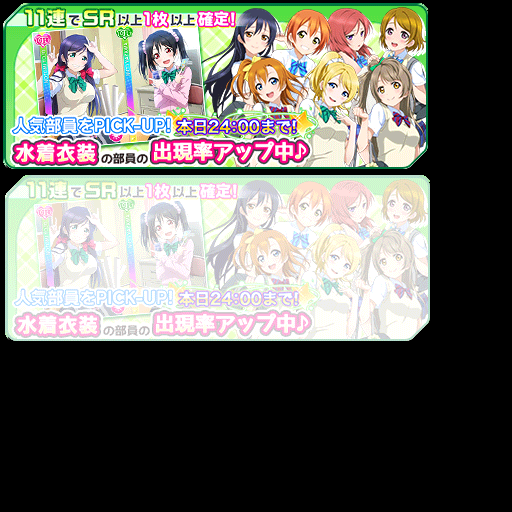 11連でSR以上1枚以上確定!
人気部員をPICK-UP! 本日24:00まで!
水着衣装の部員の出現率アップ中♪
11連でSR以上1枚以上確定!
人気部員をPICK-UP! 本日24:00まで!
水着衣装の部員の出現率アップ中♪